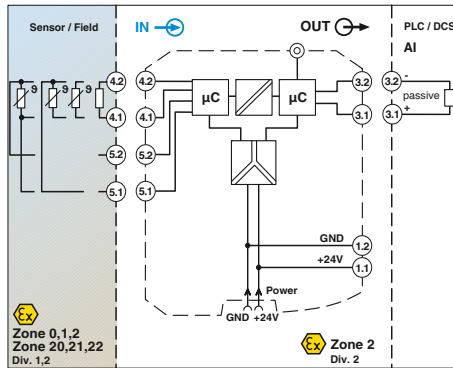 Sensor / Field
IN
OUT
PLC / DCS
AI
ϑ ϑ ϑ
4.2 4.2 µC µC 3.2 3.2 -
passive
4.1 4.1 3.1 3.1 +
5.2 5.2
5.1 5.1
GND 1.2
+24V 1.1
Power
GND +24V
Ex
Zone 0,1,2
Zone 20,21,22
Div. 1,2
Ex Zone 2
Div. 2